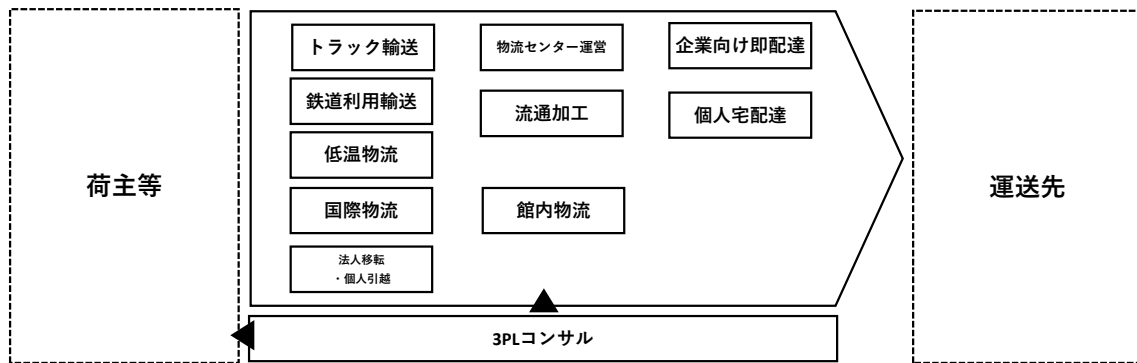 荷主等
トラック輸送
鉄道利用輸送
低温物流
国際物流
法人移転
・個人引越
物流センター運営
流通加工
館内物流
企業向け即配達
個人宅配達
3PLコンサル
運送先